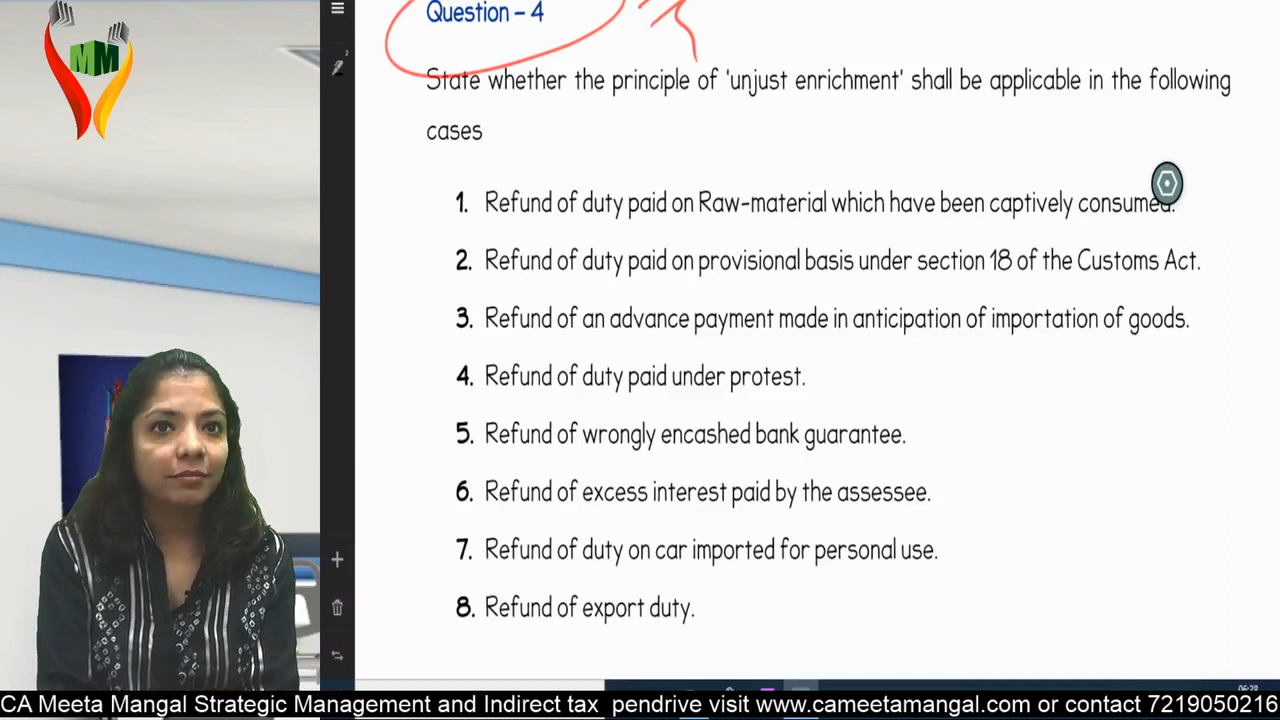 MM
Question – 4
State whether the principle of 'unjust enrichment' shall be applicable in the following
cases
1. Refund of duty paid on Raw-material which have been captively consumed.
2. Refund of duty paid on provisional basis under section 18 of the Customs Act.
3. Refund of an advance payment made in anticipation of importation of goods.
4. Refund of duty paid under protest.
5. Refund of wrongly encashed bank guarantee.
6. Refund of excess interest paid by the assessee.
7. Refund of duty on car imported for personal use.
8. Refund of export duty.
CA Meeta Mangal Strategic Management and Indirect tax pendrive visit www.cameetamangal.com or contact 7219050216